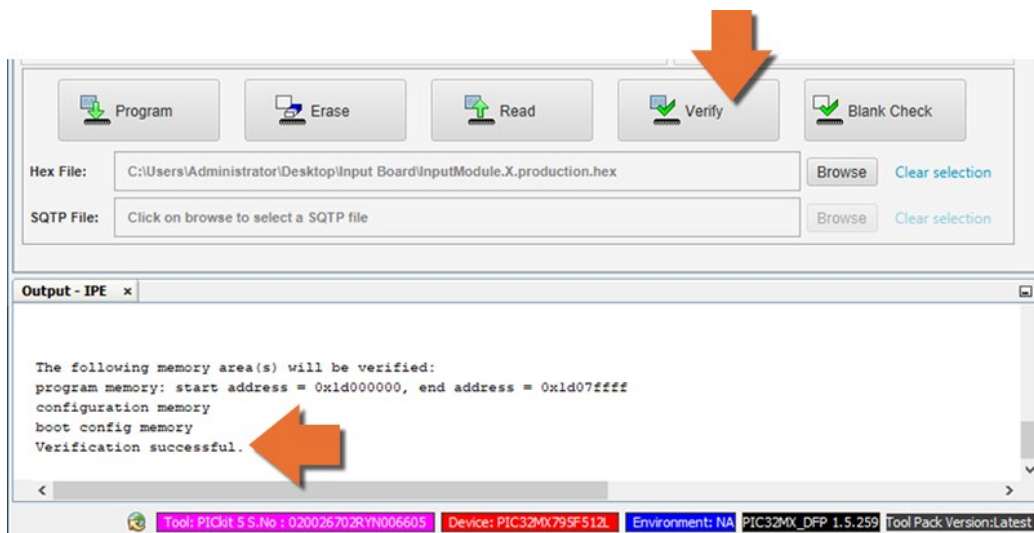 Program
Erase
Read
Verify
Blank Check
Hex File:
C:\Users\Administrator\Desktop\Input Board\InputModule.X.production.hex
Browse
Clear selection
SQTP File:
Click on browse to select a SQTP file
Browse
Clear selection
Output - IPE ×
The following memory area(s) will be verified:
program memory: start address = 0x1d000000, end address = 0x1d07ffff
configuration memory
boot config memory
Verification successful.
Tool: PICkit 5 S.No : 020026702RYN006605
Device: PIC32MX795F512L
Environment: NA
PIC32MX_DFP 1.5.259
Tool Pack Version:Latest